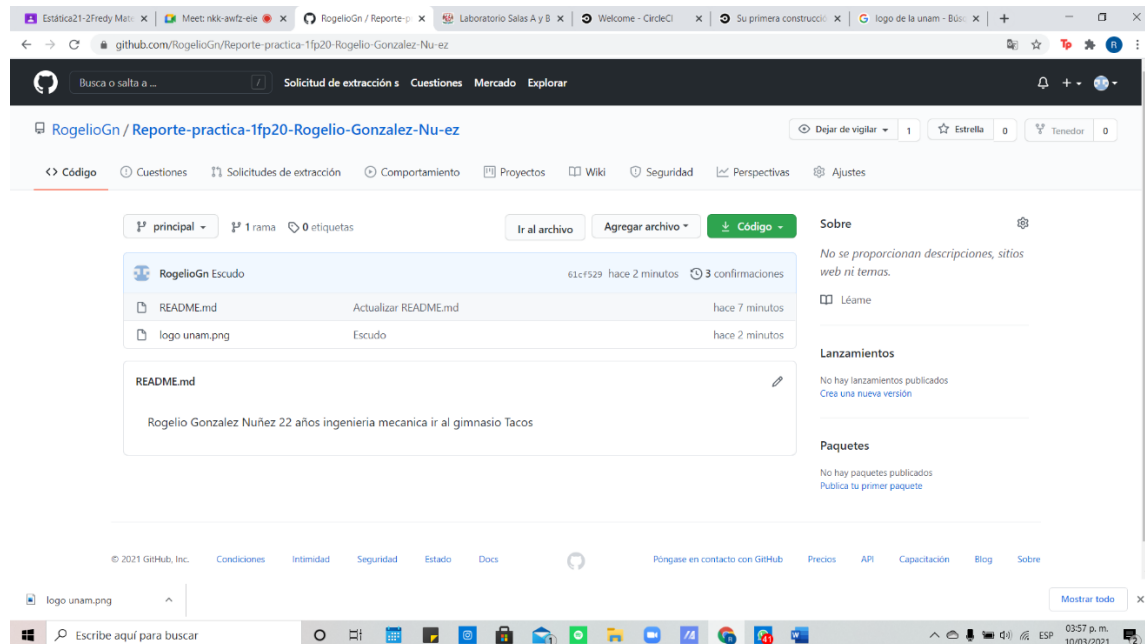 Estática21-2Fredy Mate
Meet: nkk-awfz-eie
RogelioGn / Reporte-p
Laboratorio Salas A y B
Welcome - CircleCI
Su primera construcció
logo de la unam - Bús
github.com/RogelioGn/Reporte-practica-1fp20-Rogelio-Gonzalez-Nu-ez
Tp
R
Busca o salta a ...
/
Solicitud de extracción s Cuestiones Mercado Explorar
RogelioGn / Reporte-practica-1fp20-Rogelio-Gonzalez-Nu-ez
Dejar de vigilar 1 Estrella 0 Tenedor 0
<> Código Cuestiones Solicitudes de extracción Comportamiento Proyectos Wiki Seguridad Perspectivas Ajustes
principal 1 rama 0 etiquetas Ir al archivo Agregar archivo Código
RogelioGn Escudo 61cf529 hace 2 minutos 3 confirmaciones
README.md Actualizar README.md hace 7 minutos
logo unam.png Escudo hace 2 minutos
README.md
Rogelio Gonzalez Nuñez 22 años ingenieria mecanica ir al gimnasio Tacos
Sobre
No se proporcionan descripciones, sitios
web ni temas.
Léame
Lanzamientos
No hay lanzamientos publicados
Crea una nueva versión
Paquetes
No hay paquetes publicados
Publica tu primer paquete
© 2021 GitHub, Inc. Condiciones Intimidad Seguridad Estado Docs Póngase en contacto con GitHub Precios API Capacitación Blog Sobre
logo unam.png Mostrar todo
Escribe aquí para buscar
ESP
03:57 p. m.
10/03/2021